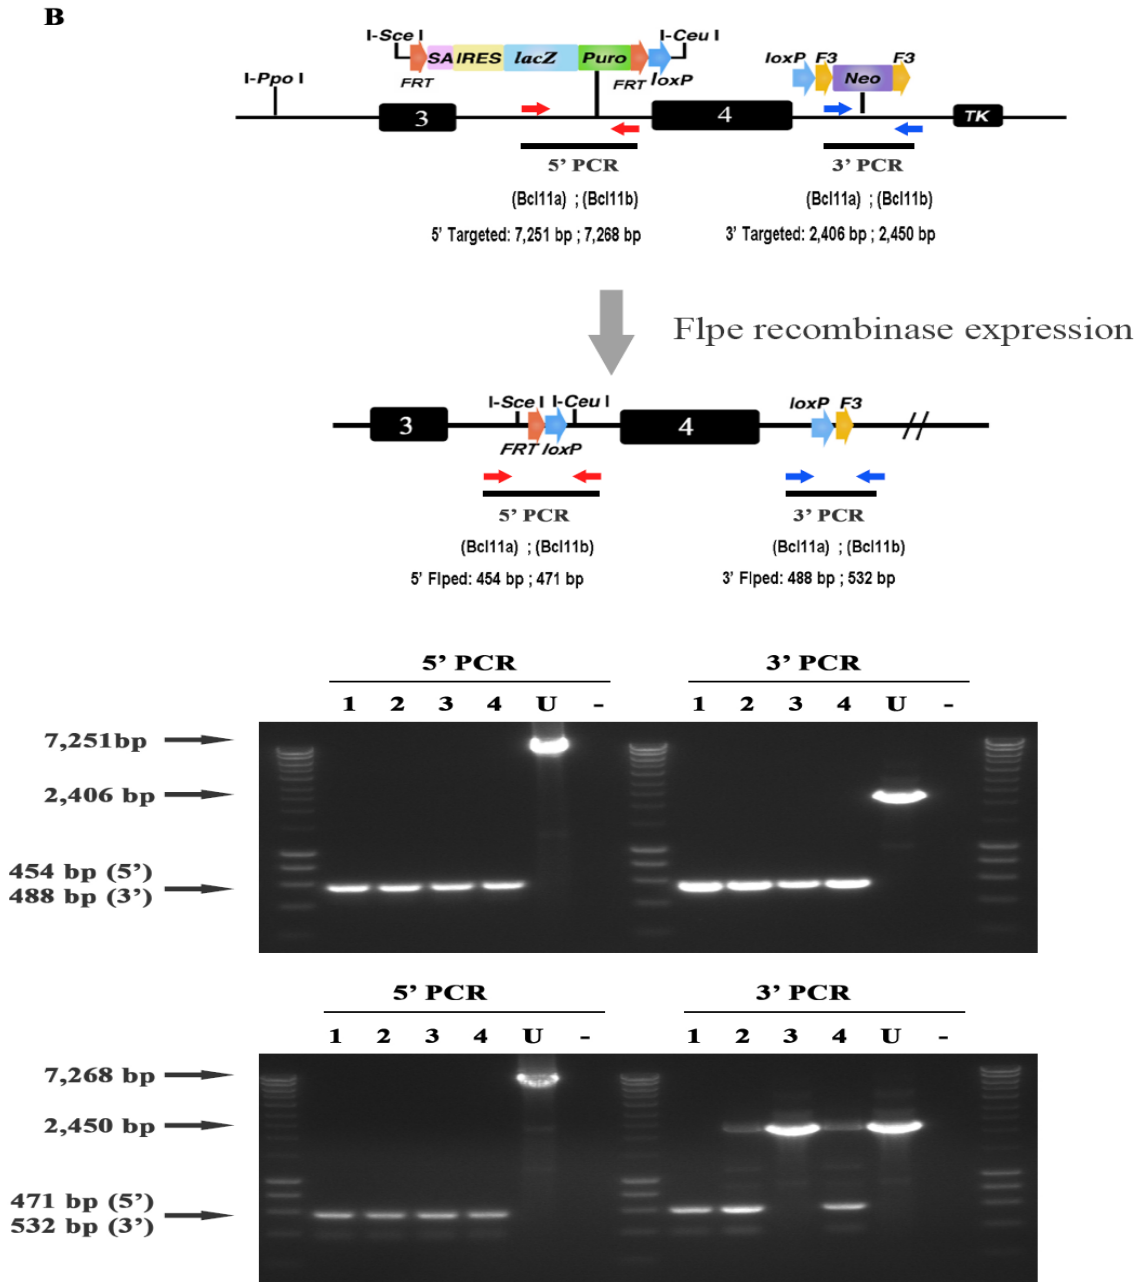 B
I-Sce I
I-Ceu I
SA IRES lacZ Puro
FRT
FRT loxP
loxP F3 F3
Neo
I-Ppo I
3
4
TK
5’ PCR
3’ PCR
(Bcl11a) ; (Bcl11b)
(Bcl11a) ; (Bcl11b)
5’ Targeted: 7,251 bp ; 7,268 bp
3’ Targeted: 2,406 bp ; 2,450 bp
Flpe recombinase expression
I-Sce I I-Ceu I
loxP F3
3
4
FRT loxP
5’ PCR
3’ PCR
(Bcl11a) ; (Bcl11b)
(Bcl11a) ; (Bcl11b)
5’ Flped: 454 bp ; 471 bp
3’ Flped: 488 bp ; 532 bp
5’ PCR
3’ PCR
1 2 3 4 U -
1 2 3 4 U -
7,251bp
2,406 bp
454 bp (5’)
488 bp (3’)
5’ PCR
3’ PCR
1 2 3 4 U -
1 2 3 4 U -
7,268 bp
2,450 bp
471 bp (5’)
532 bp (3’)